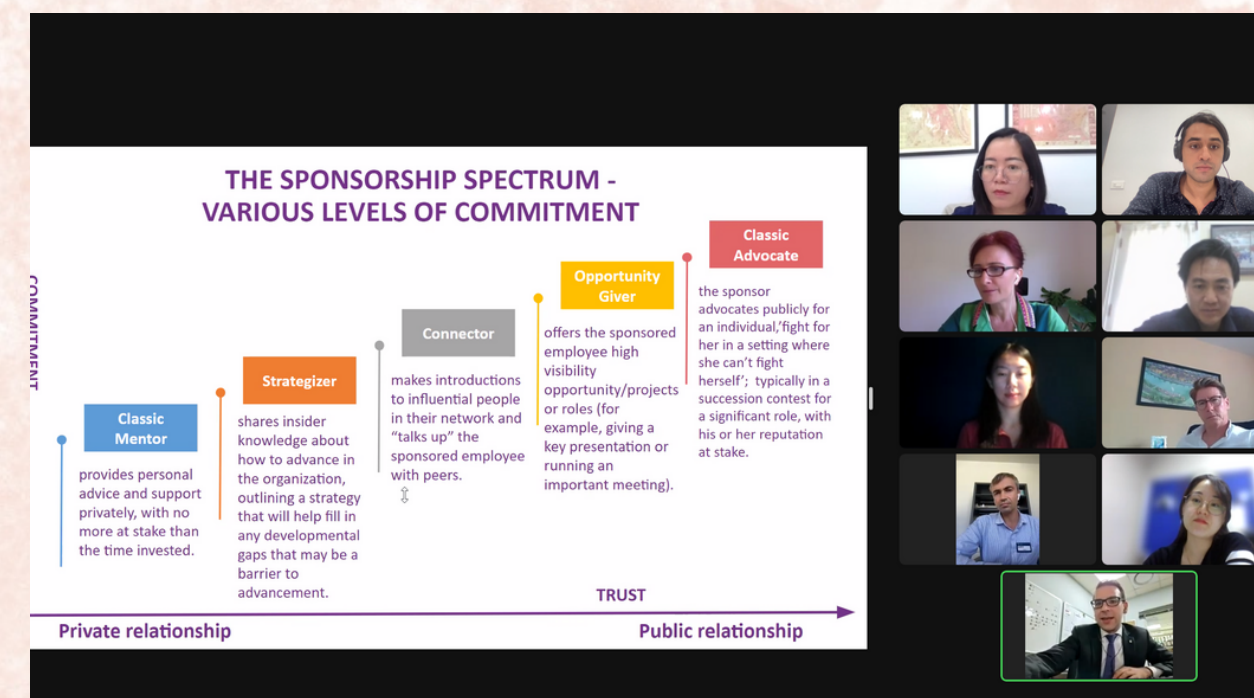 THE SPONSORSHIP SPECTRUM -
VARIOUS LEVELS OF COMMITMENT
COMMITMENT
Classic
Mentor
provides personal
advice and support
privately, with no
more at stake than
the time invested.
Strategizer
shares insider
knowledge about
how to advance in
the organization,
outlining a strategy
that will help fill in
any developmental
gaps that may be a
barrier to
advancement.
Connector
makes introductions
to influential people
in their network and
“talks up” the
sponsored employee
with peers.
Opportunity
Giver
offers the sponsored
employee high
visibility
opportunity/projects
or roles (for
example, giving a
key presentation or
running an
important meeting).
Classic
Advocate
the sponsor
advocates publicly for
an individual,‘fight for
her in a setting where
she can’t fight
herself’; typically in a
succession contest for
a significant role, with
his or her reputation
at stake.
TRUST
Private relationship
Public relationship